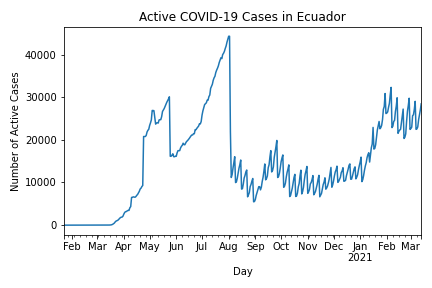 Active COVID-19 Cases in Ecuador
Number of Active Cases
40000
30000
20000
10000
0
Feb Mar Apr May Jun Jul Aug Sep Oct Nov Dec Jan Feb Mar
2021
Day